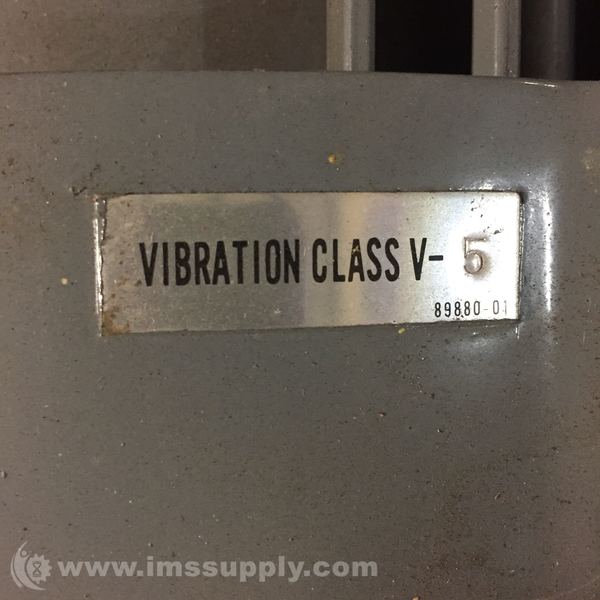 VIBRATION CLASS V- 5
89880-01
www.imssupply.com